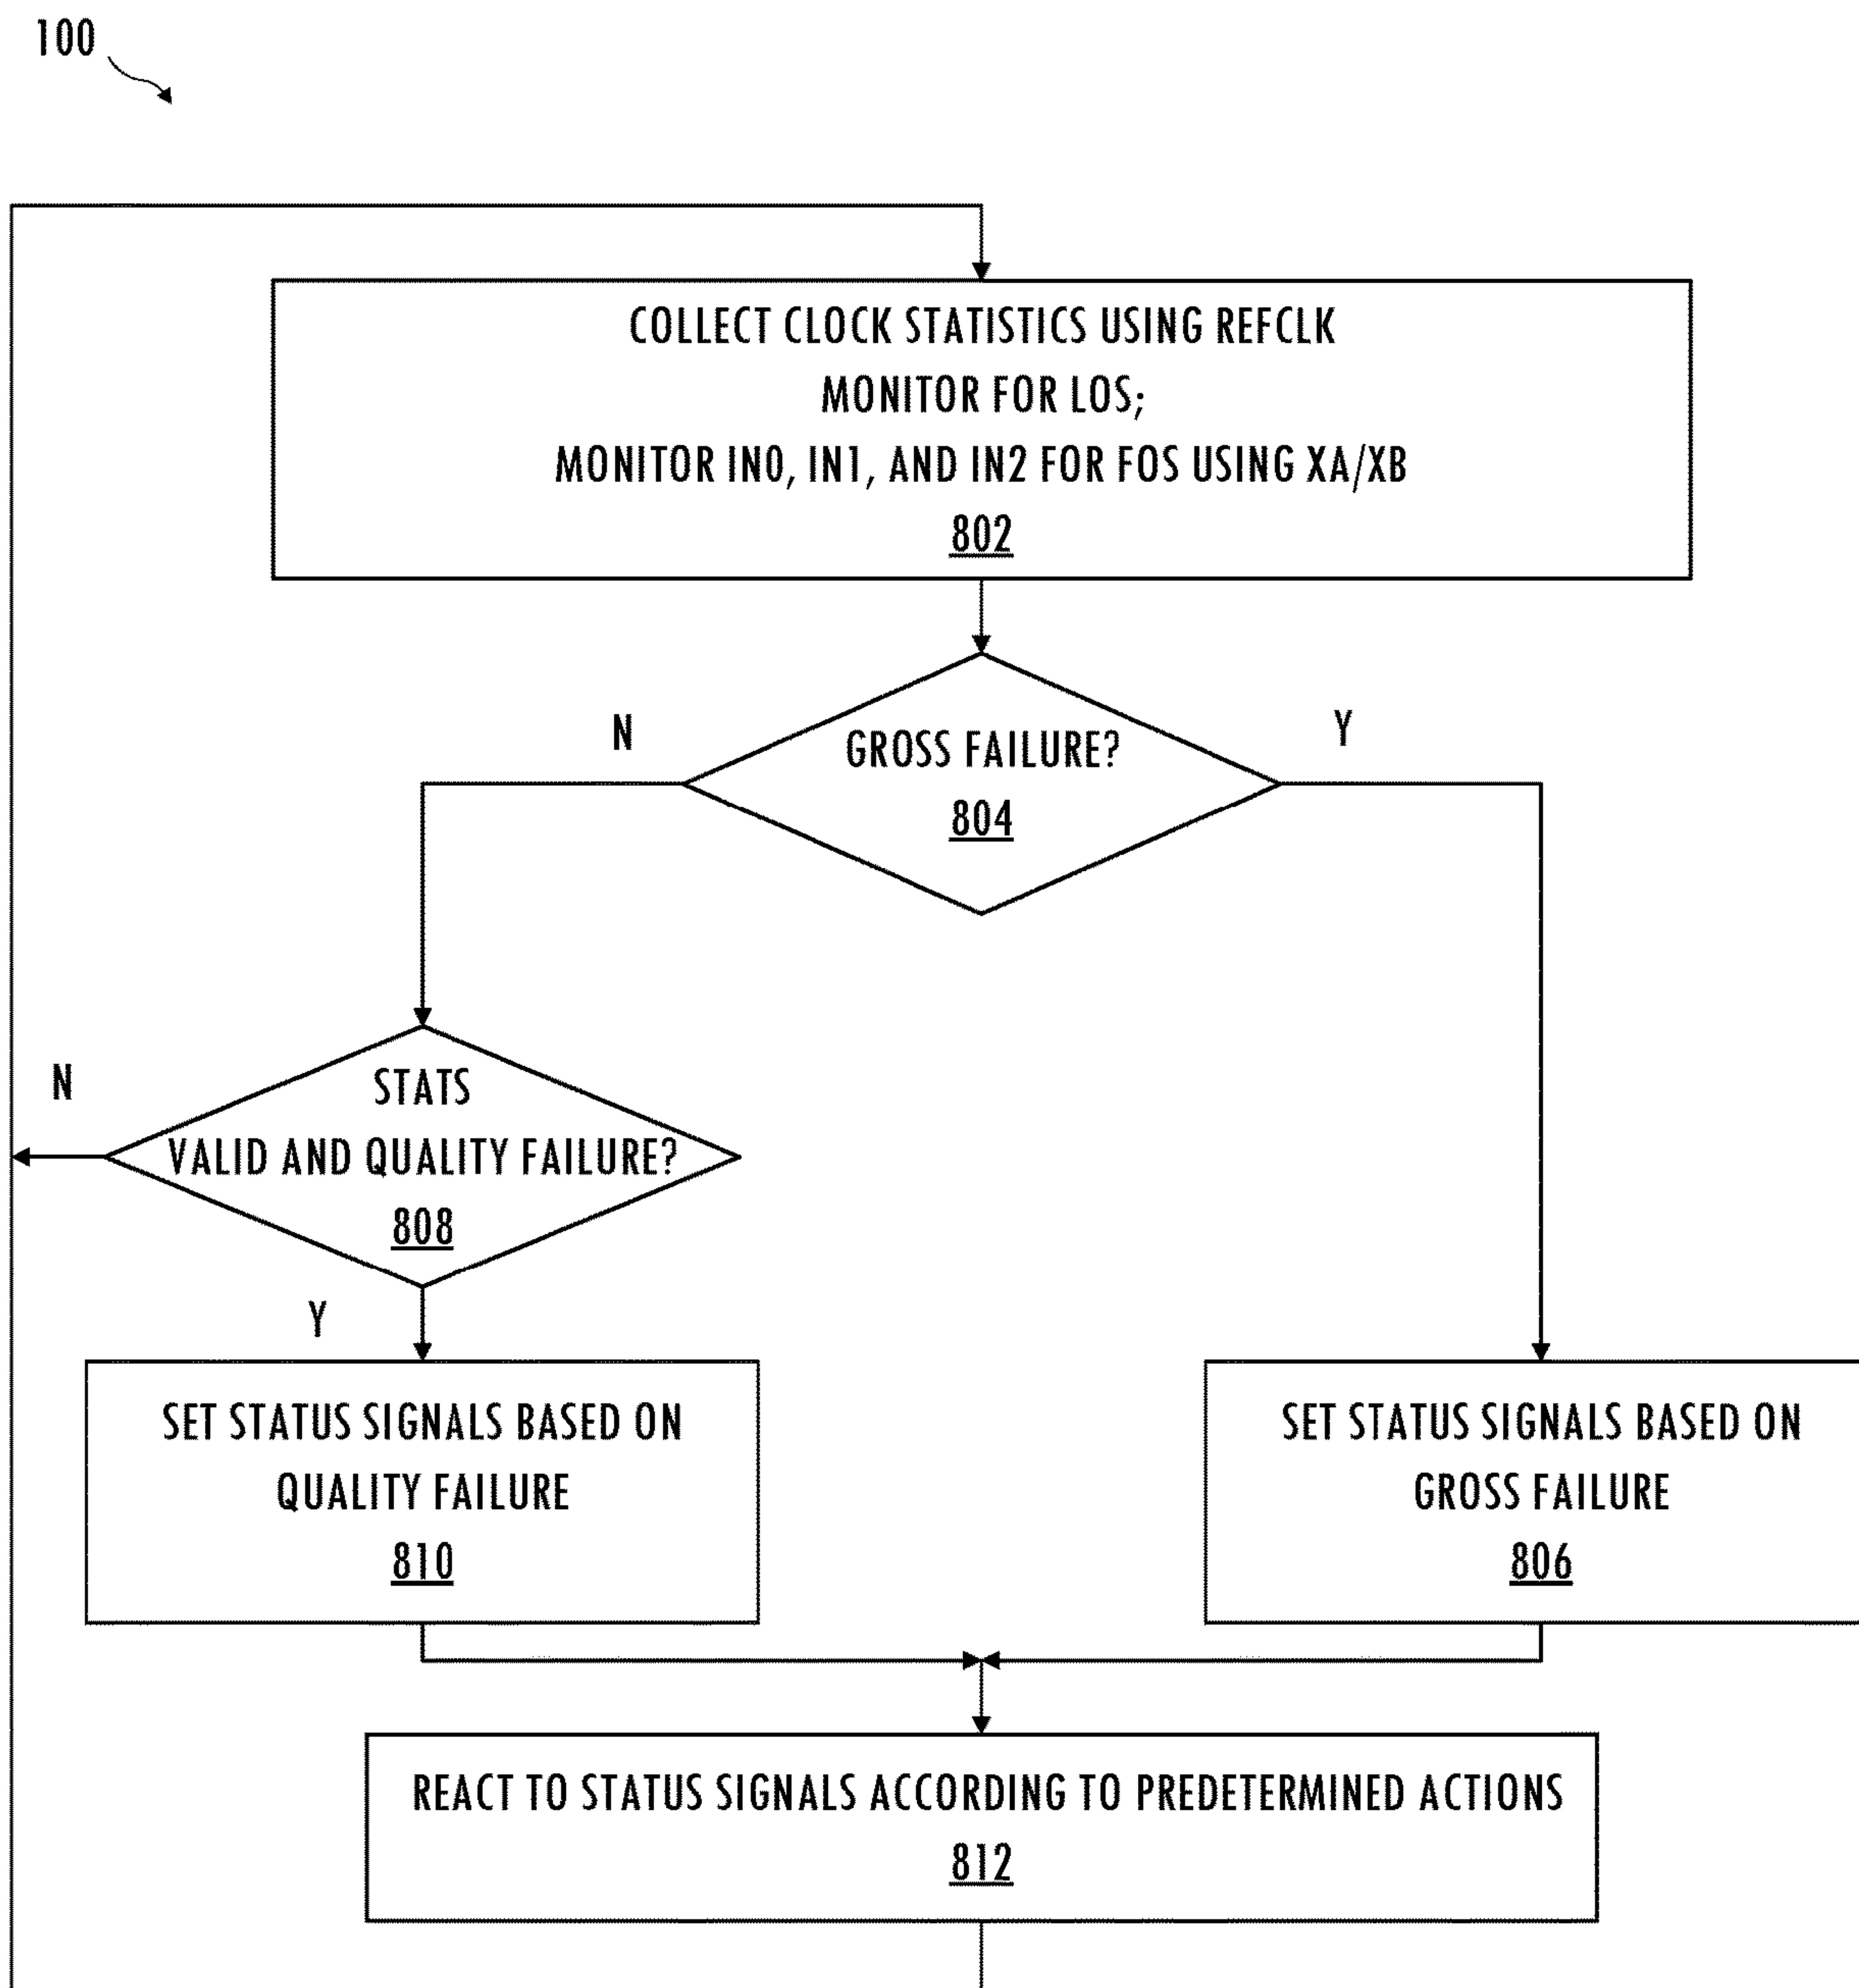 100
COLLECT CLOCK STATISTICS USING REFCLK
MONITOR FOR LOS;
MONITOR IN0, IN1, AND IN2 FOR FOS USING XA/XB
802
GROSS FAILURE?
804
N
Y
STATS
VALID AND QUALITY FAILURE?
808
N
Y
SET STATUS SIGNALS BASED ON
QUALITY FAILURE
810
SET STATUS SIGNALS BASED ON
GROSS FAILURE
806
REACT TO STATUS SIGNALS ACCORDING TO PREDETERMINED ACTIONS
812